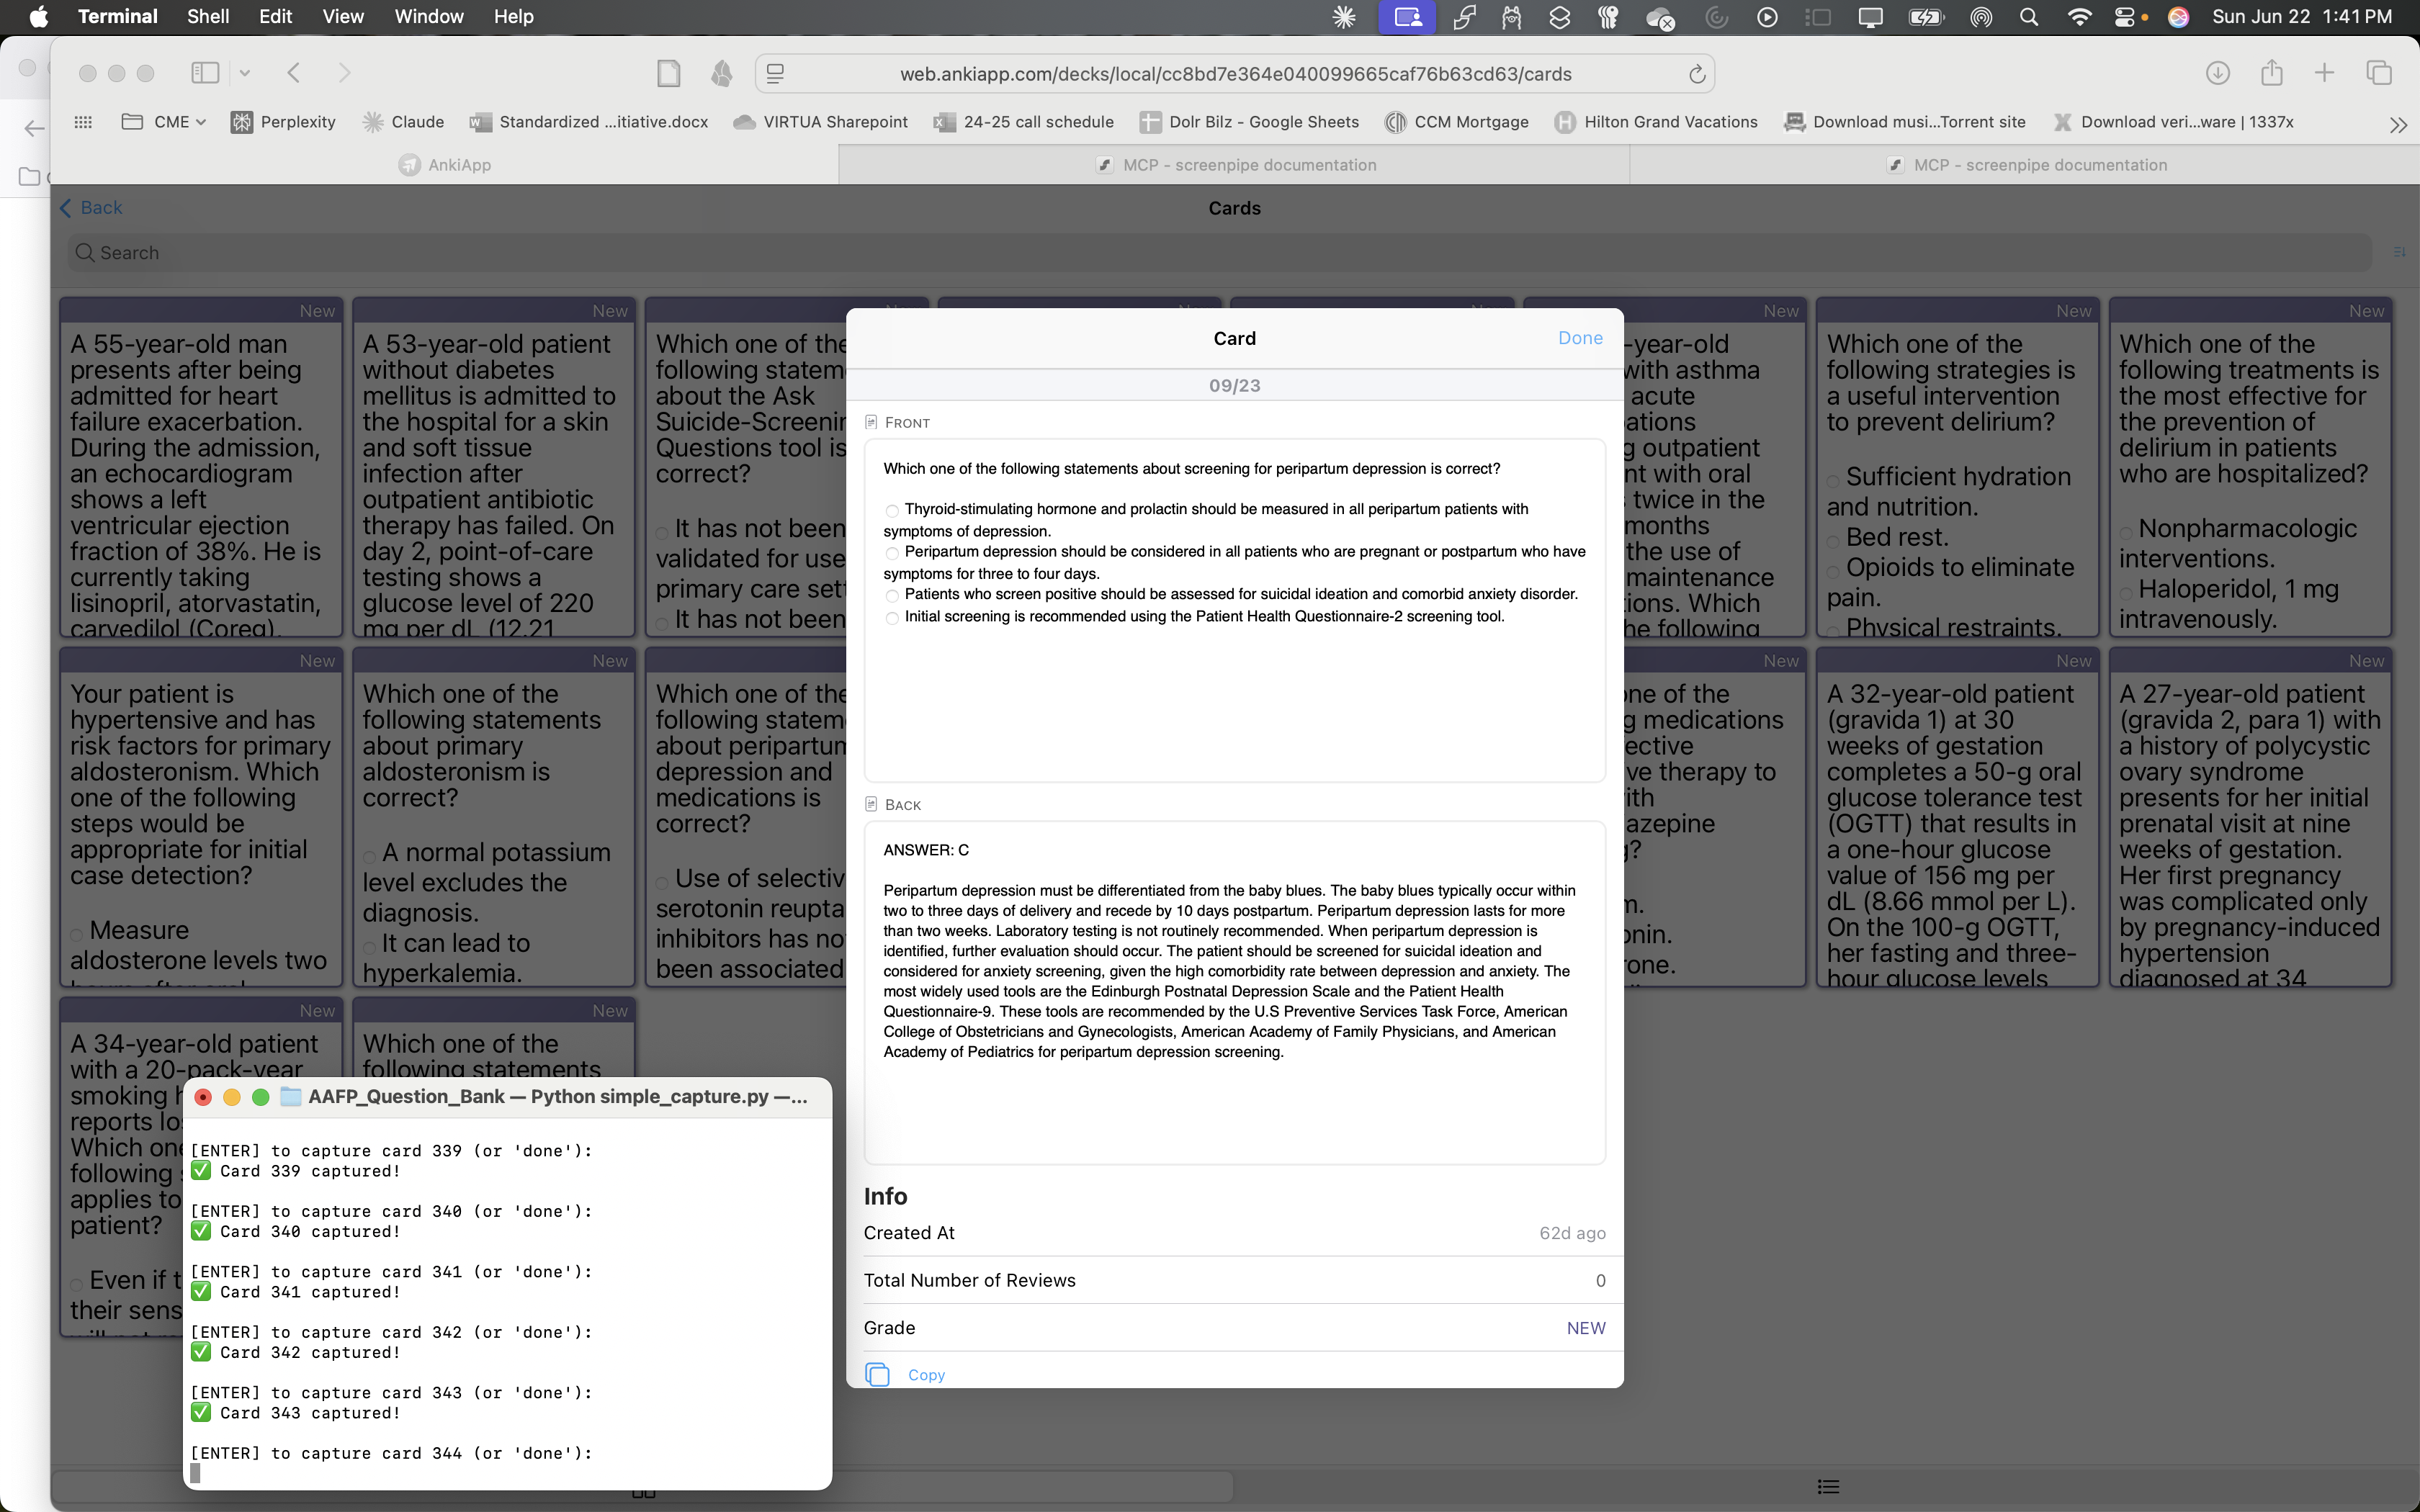 Terminal Shell Edit View Window Help Sun Jun 22 1:41 PM
web.ankiapp.com/decks/local/cc8bd7e364e040099665caf76b63cd63/cards
CME Perplexity Claude Standardized ...itiative.docx VIRTUA Sharepoint 24-25 call schedule Dolr Bilz - Google Sheets CCM Mortgage Hilton Grand Vacations Download musi...Torrent site Download veri...ware | 1337x
AnkiApp MCP - screenpipe documentation MCP - screenpipe documentation
Back Cards
Search
New
A 55-year-old man
presents after being
admitted for heart
failure exacerbation.
During the admission,
an echocardiogram
shows a left
ventricular ejection
fraction of 38%. He is
currently taking
lisinopril, atorvastatin,
carvedilol (Coreg),
New
A 53-year-old patient
without diabetes
mellitus is admitted to
the hospital for a skin
and soft tissue
infection after
outpatient antibiotic
therapy has failed. On
day 2, point-of-care
testing shows a
glucose level of 220
mg per dL (12.21
Which one of the
following statem
about the Ask
Suicide-Screenin
Questions tool is
correct?
It has not been
validated for use
primary care sett
It has not been
New
-year-old
with asthma
acute
ations
g outpatient
nt with oral
twice in the
months
the use of
maintenance
ions. Which
he following
New
Which one of the
following strategies is
a useful intervention
to prevent delirium?
Sufficient hydration
and nutrition.
Bed rest.
Opioids to eliminate
pain.
Physical restraints.
New
Which one of the
following treatments is
the most effective for
the prevention of
delirium in patients
who are hospitalized?
Nonpharmacologic
interventions.
Haloperidol, 1 mg
intravenously.
New
Your patient is
hypertensive and has
risk factors for primary
aldosteronism. Which
one of the following
steps would be
appropriate for initial
case detection?
Measure
aldosterone levels two
New
Which one of the
following statements
about primary
aldosteronism is
correct?
A normal potassium
level excludes the
diagnosis.
It can lead to
hyperkalemia.
Which one of the
following statem
about peripartum
depression and
medications is
correct?
Use of selectiv
serotonin reupta
inhibitors has no
been associated
New
one of the
g medications
ective
ve therapy to
ith
azepine
g?
m.
onin.
rone.
New
A 32-year-old patient
(gravida 1) at 30
weeks of gestation
completes a 50-g oral
glucose tolerance test
(OGTT) that results in
a one-hour glucose
value of 156 mg per
dL (8.66 mmol per L).
On the 100-g OGTT,
her fasting and three-
hour glucose levels
New
A 27-year-old patient
(gravida 2, para 1) with
a history of polycystic
ovary syndrome
presents for her initial
prenatal visit at nine
weeks of gestation.
Her first pregnancy
was complicated only
by pregnancy-induced
hypertension
diagnosed at 34
New
A 34-year-old patient
with a 20-pack-year
smoking h
reports lo
Which one
following
applies to
patient?
Even if t
their sens
New
Which one of the
following statements
Card Done
09/23
FRONT
Which one of the following statements about screening for peripartum depression is correct?
Thyroid-stimulating hormone and prolactin should be measured in all peripartum patients with
symptoms of depression.
Peripartum depression should be considered in all patients who are pregnant or postpartum who have
symptoms for three to four days.
Patients who screen positive should be assessed for suicidal ideation and comorbid anxiety disorder.
Initial screening is recommended using the Patient Health Questionnaire-2 screening tool.
BACK
ANSWER: C
Peripartum depression must be differentiated from the baby blues. The baby blues typically occur within
two to three days of delivery and recede by 10 days postpartum. Peripartum depression lasts for more
than two weeks. Laboratory testing is not routinely recommended. When peripartum depression is
identified, further evaluation should occur. The patient should be screened for suicidal ideation and
considered for anxiety screening, given the high comorbidity rate between depression and anxiety. The
most widely used tools are the Edinburgh Postnatal Depression Scale and the Patient Health
Questionnaire-9. These tools are recommended by the U.S Preventive Services Task Force, American
College of Obstetricians and Gynecologists, American Academy of Family Physicians, and American
Academy of Pediatrics for peripartum depression screening.
Info
Created At 62d ago
Total Number of Reviews 0
Grade NEW
Copy
AAFP_Question_Bank — Python simple_capture.py —...
[ENTER] to capture card 339 (or 'done'):
✅ Card 339 captured!
[ENTER] to capture card 340 (or 'done'):
✅ Card 340 captured!
[ENTER] to capture card 341 (or 'done'):
✅ Card 341 captured!
[ENTER] to capture card 342 (or 'done'):
✅ Card 342 captured!
[ENTER] to capture card 343 (or 'done'):
✅ Card 343 captured!
[ENTER] to capture card 344 (or 'done'):